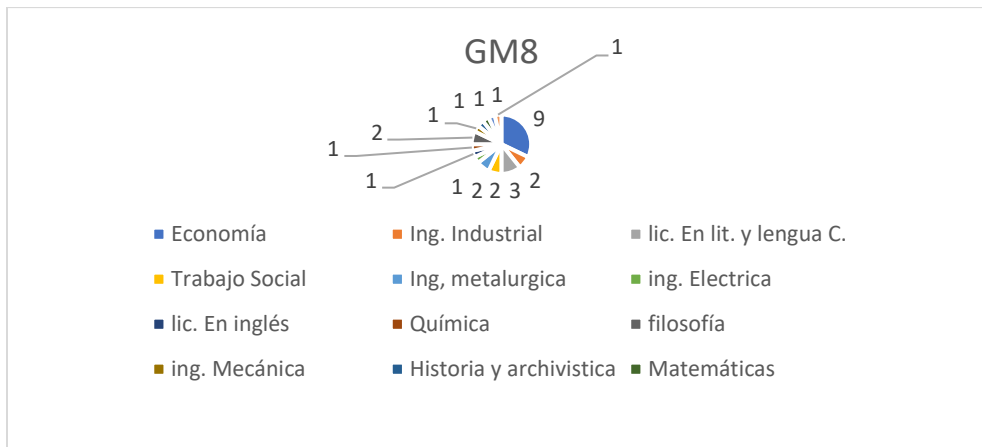 GM8
1
1 1 1
1
2
1
1
9
2
3
2
2
1
Economía
Ing. Industrial
lic. En lit. y lengua C.
Trabajo Social
Ing, metalurgica
ing. Electrica
lic. En inglés
Química
filosofía
ing. Mecánica
Historia y archivistica
Matemáticas